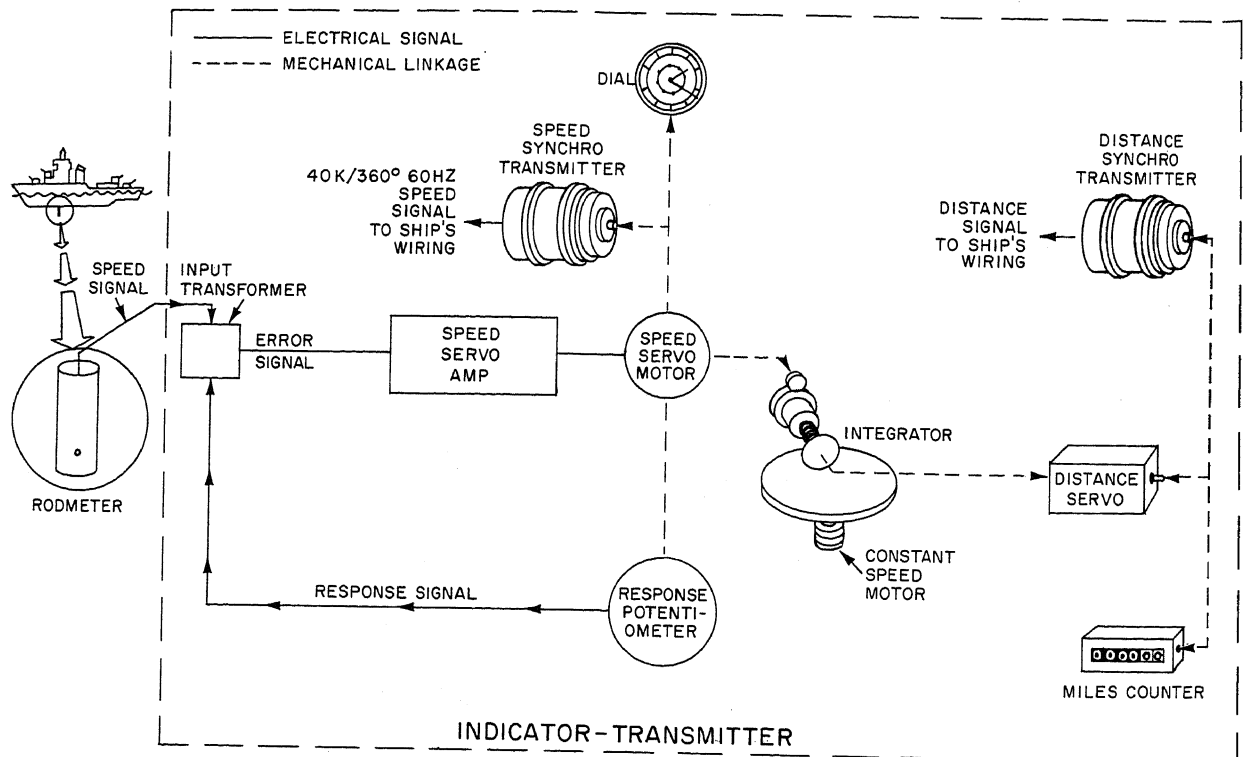 ELECTRICAL SIGNAL
MECHANICAL LINKAGE
DIAL
SPEED
SYNCHRO
TRANSMITTER
40K/360° 60HZ
SPEED
SIGNAL
TO SHIP'S
WIRING
DISTANCE
SYNCHRO
TRANSMITTER
DISTANCE
SIGNAL
TO SHIP'S
WIRING
SPEED
SIGNAL
INPUT
TRANSFORMER
ERROR
SIGNAL
SPEED
SERVO
AMP
SPEED
SERVO
MOTOR
INTEGRATOR
DISTANCE
SERVO
RODMETER
CONSTANT
SPEED
MOTOR
RESPONSE SIGNAL
RESPONSE
POTENTI-
OMETER
000000
MILES COUNTER
INDICATOR-TRANSMITTER